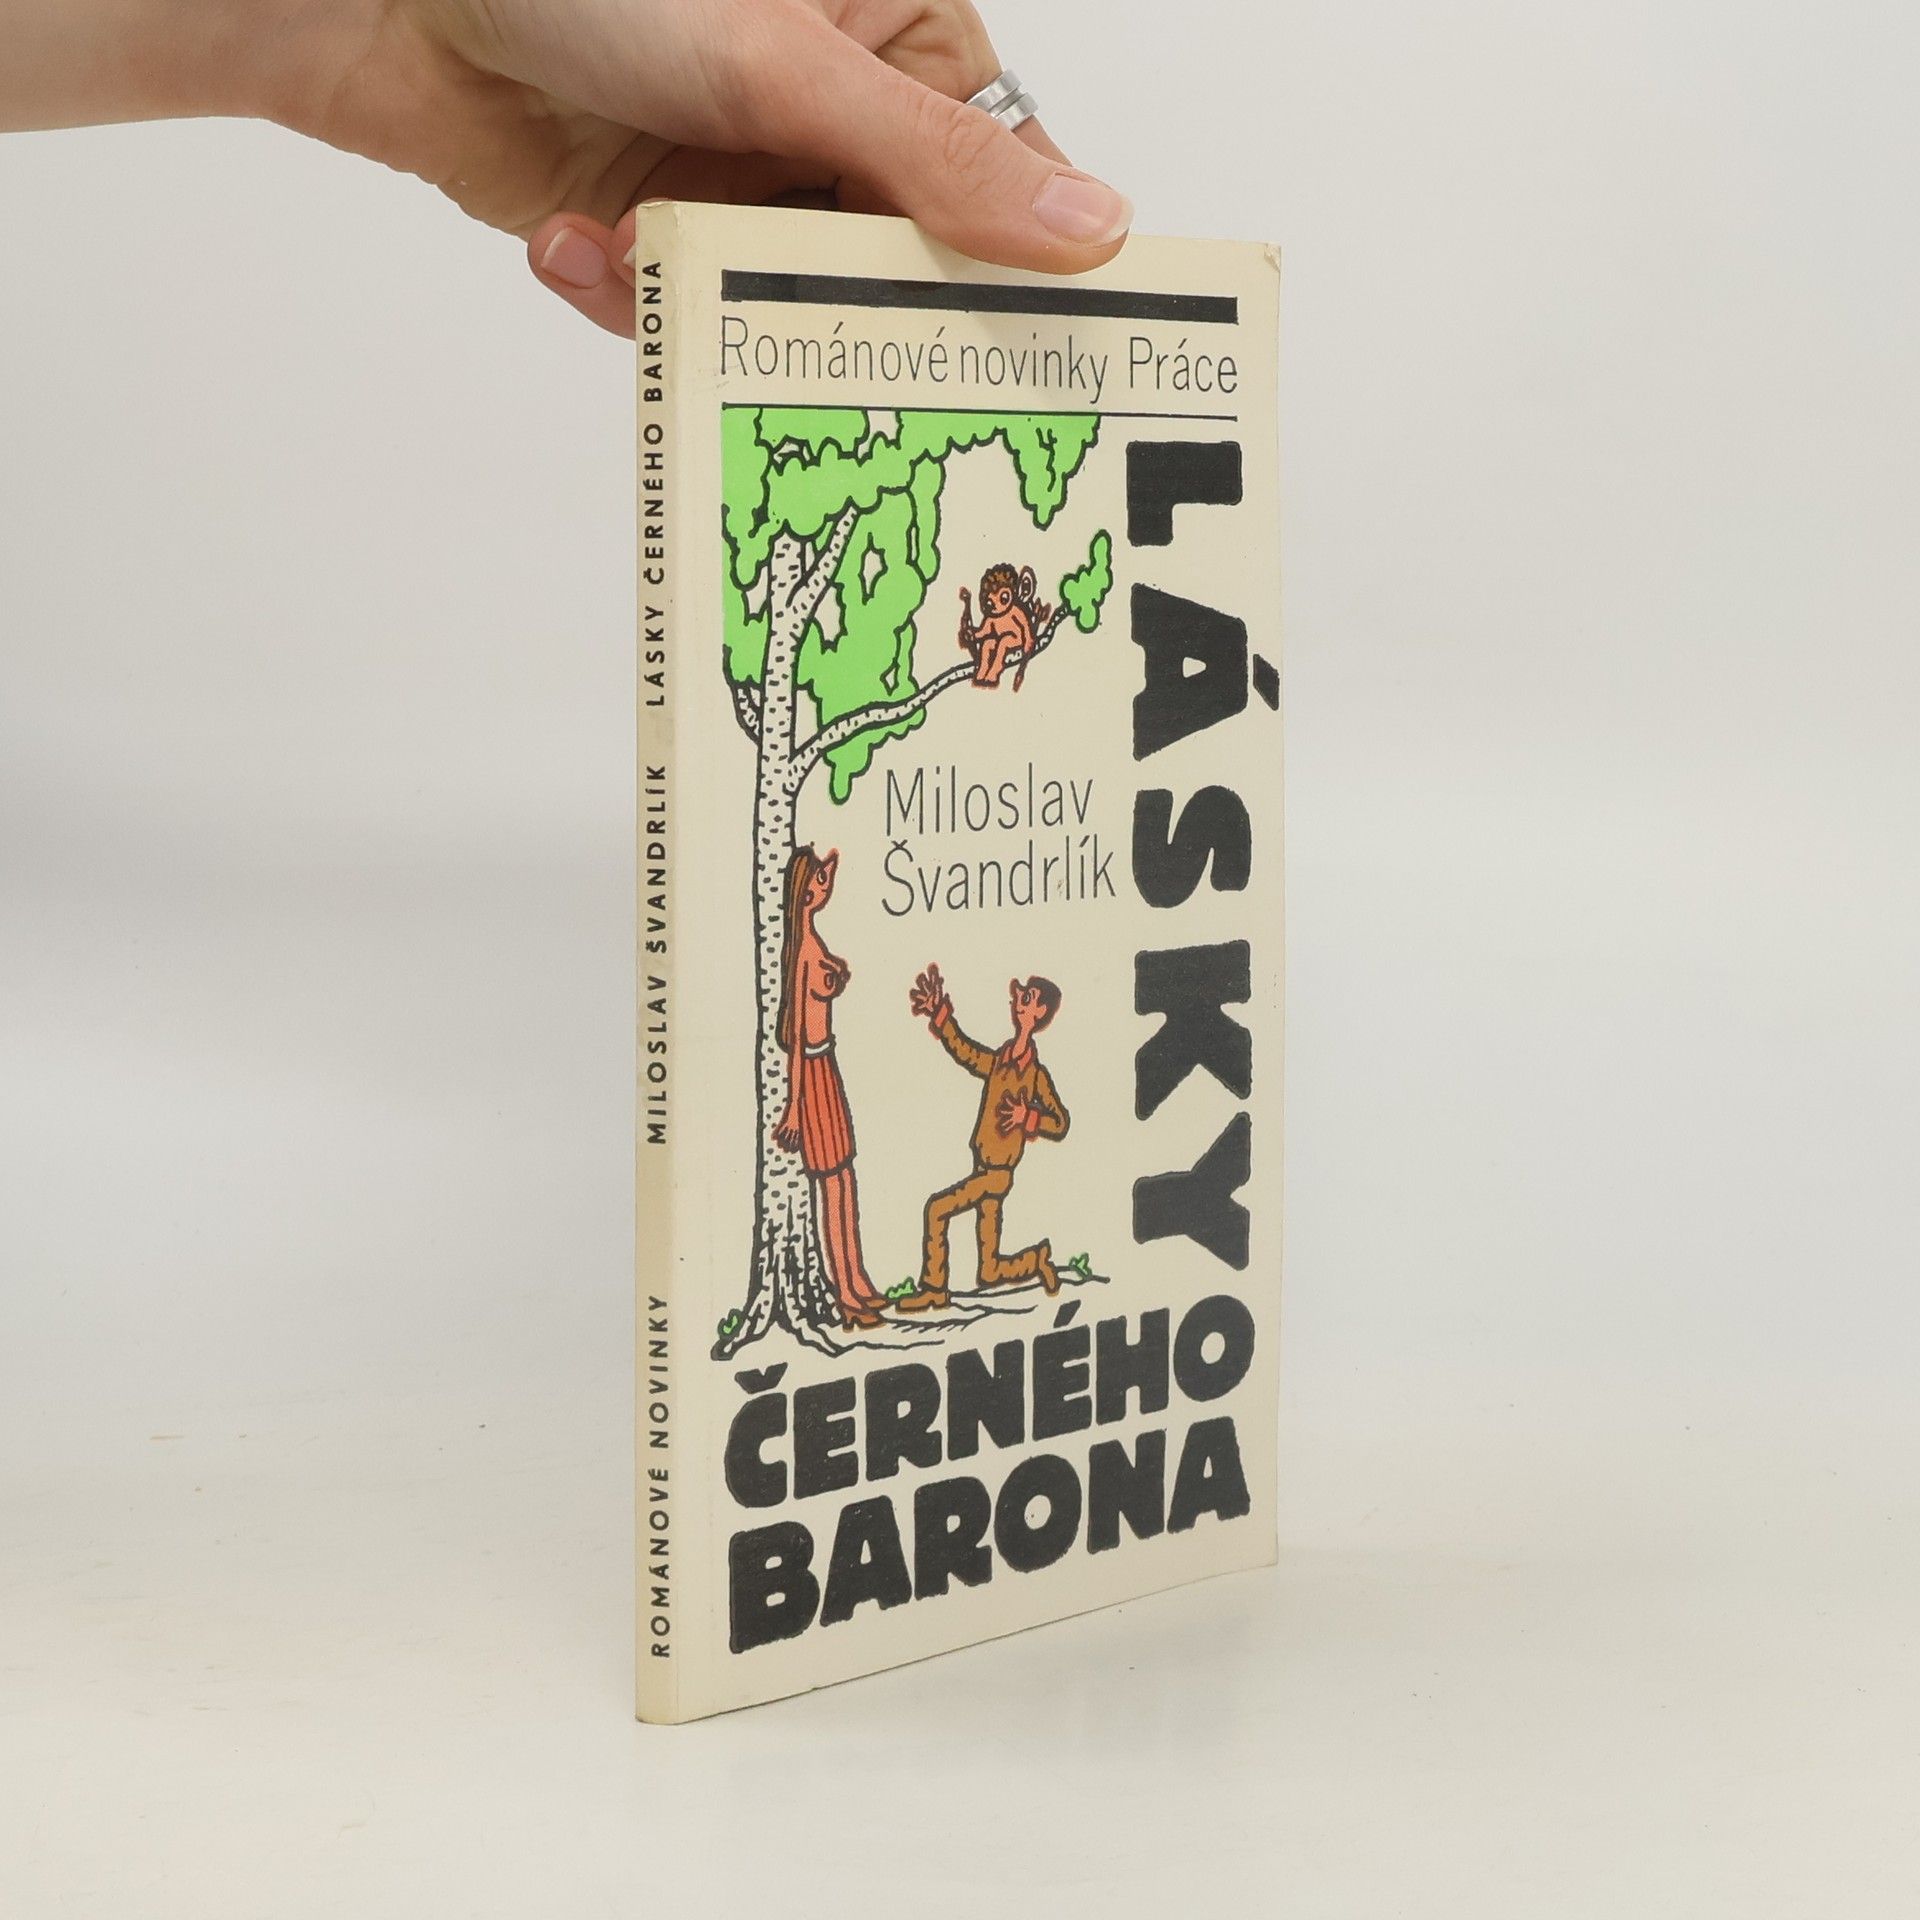 Románové novinky Práce
LÁSKY
Miloslav
Švandrlík
ČERNÉHO
BARONA
ROMÁNOVÉ NOVINKY MILOSLAV ŠVANDRLÍK LÁSKY ČERNÉHO BARONA